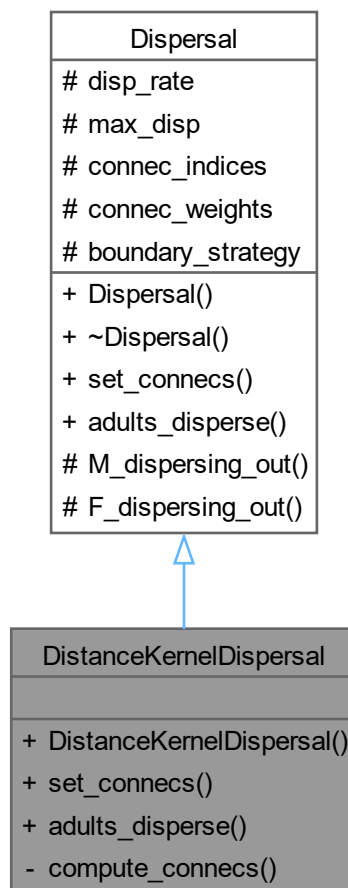 Dispersal
# disp_rate
# max_disp
# connec_indices
# connec_weights
# boundary_strategy
+ Dispersal()
+ ~Dispersal()
+ set_connecs()
+ adults_disperse()
# M_dispersing_out()
# F_dispersing_out()
DistanceKernelDispersal
+ DistanceKernelDispersal()
+ set_connecs()
+ adults_disperse()
- compute_connecs()